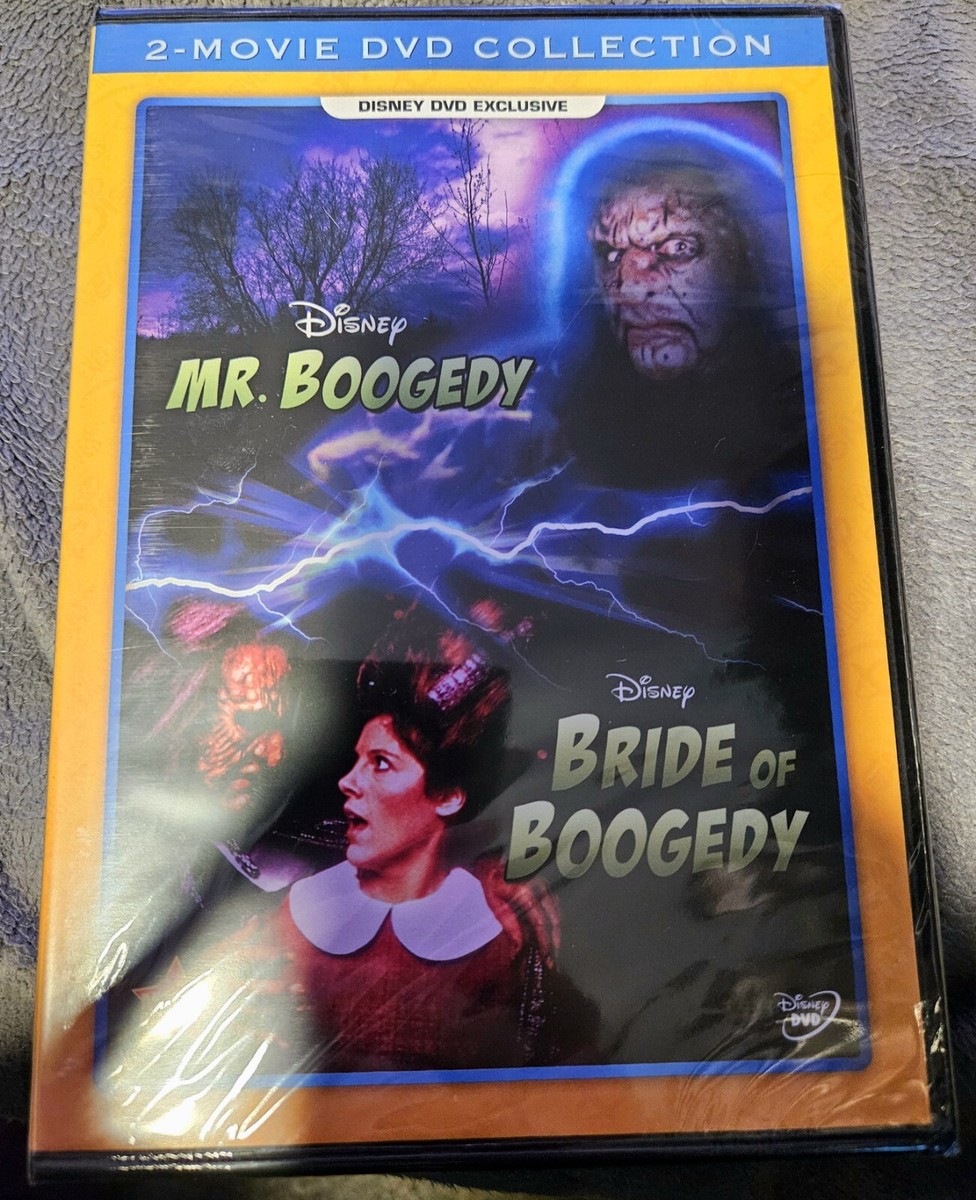 2-MOVIE DVD COLLECTION
DISNEY DVD EXCLUSIVE
DISNEY
MR. BOOGEDY
DISNEY
BRIDE OF
BOOGEDY
DISNEY
DVD